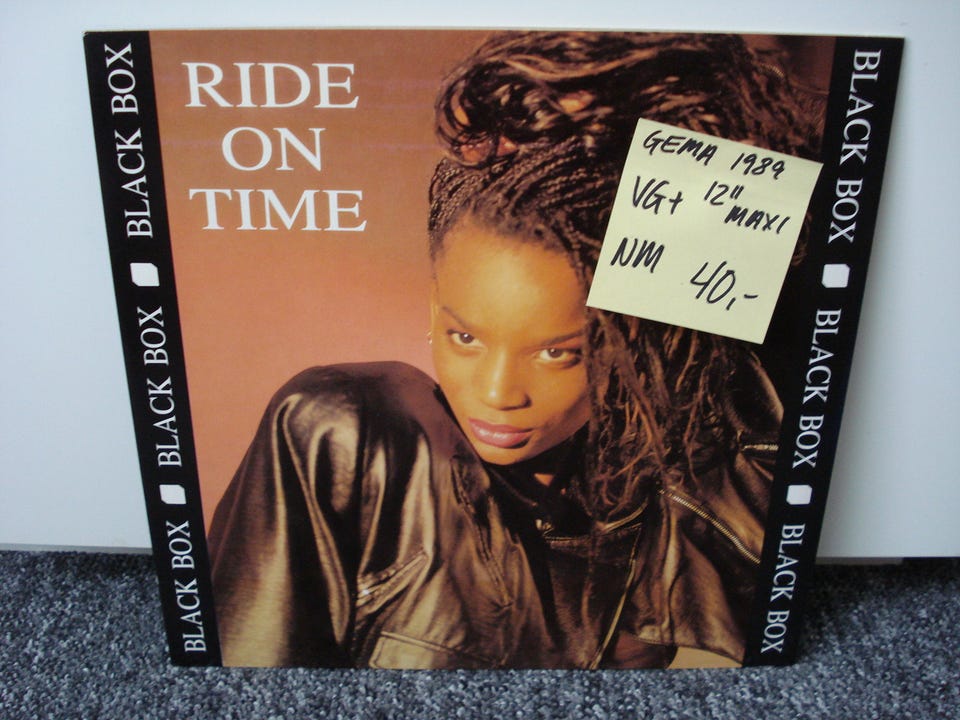 RIDE
ON
TIME
BLACK BOX
BLACK BOX
BLACK BOX
GEMA 1989
VG+ 12"
MAXI
NM 40,-
BLACK BOX
BLACK BOX
BLACK BOX